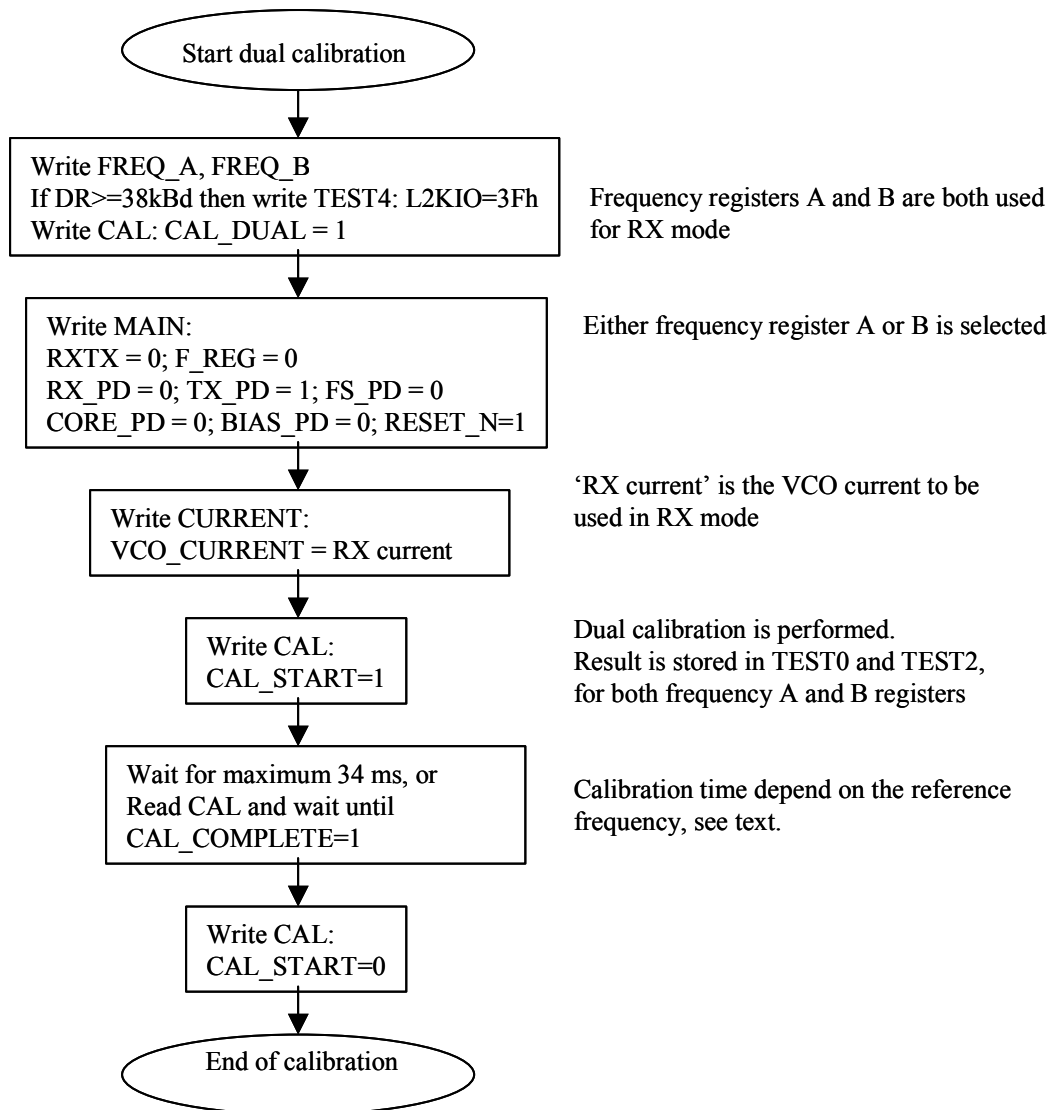 Start dual calibration
Write FREQ_A, FREQ_B
If DR>=38kBd then write TEST4: L2KIO=3Fh
Write CAL: CAL_DUAL = 1
Frequency registers A and B are both used
for RX mode
Write MAIN:
RXTX = 0; F_REG = 0
RX_PD = 0; TX_PD = 1; FS_PD = 0
CORE_PD = 0; BIAS_PD = 0; RESET_N=1
Either frequency register A or B is selected
Write CURRENT:
VCO_CURRENT = RX current
‘RX current’ is the VCO current to be
used in RX mode
Write CAL:
CAL_START=1
Dual calibration is performed.
Result is stored in TEST0 and TEST2,
for both frequency A and B registers
Wait for maximum 34 ms, or
Read CAL and wait until
CAL_COMPLETE=1
Calibration time depend on the reference
frequency, see text.
Write CAL:
CAL_START=0
End of calibration